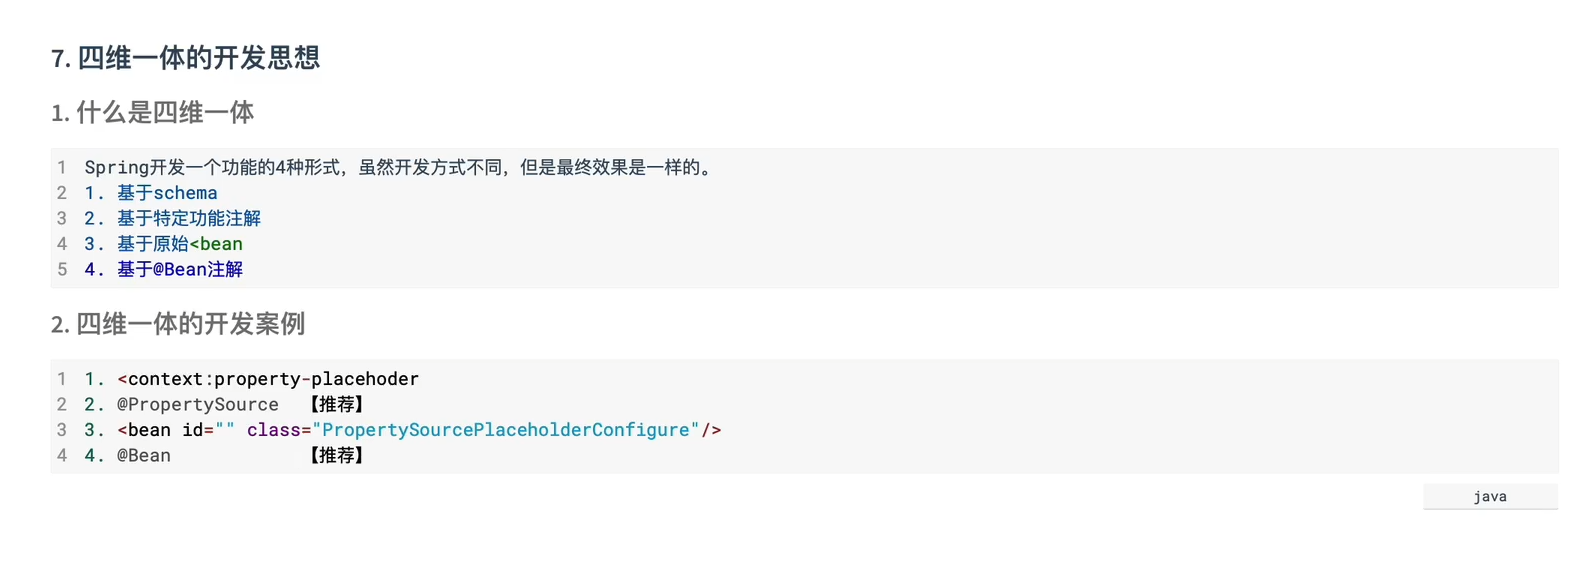 7. 四维一体的开发思想
1. 什么是四维一体
1 Spring开发一个功能的4种形式，虽然开发方式不同，但是最终效果是一样的。
2 1. 基于schema
3 2. 基于特定功能注解
4 3. 基于原始<bean
5 4. 基于@Bean注解
2. 四维一体的开发案例
1 1. <context:property-placehoder
2 2. @PropertySource 【推荐】
3 3. <bean id="" class="PropertySourcePlaceholderConfigure"/>
4 4. @Bean 【推荐】
java